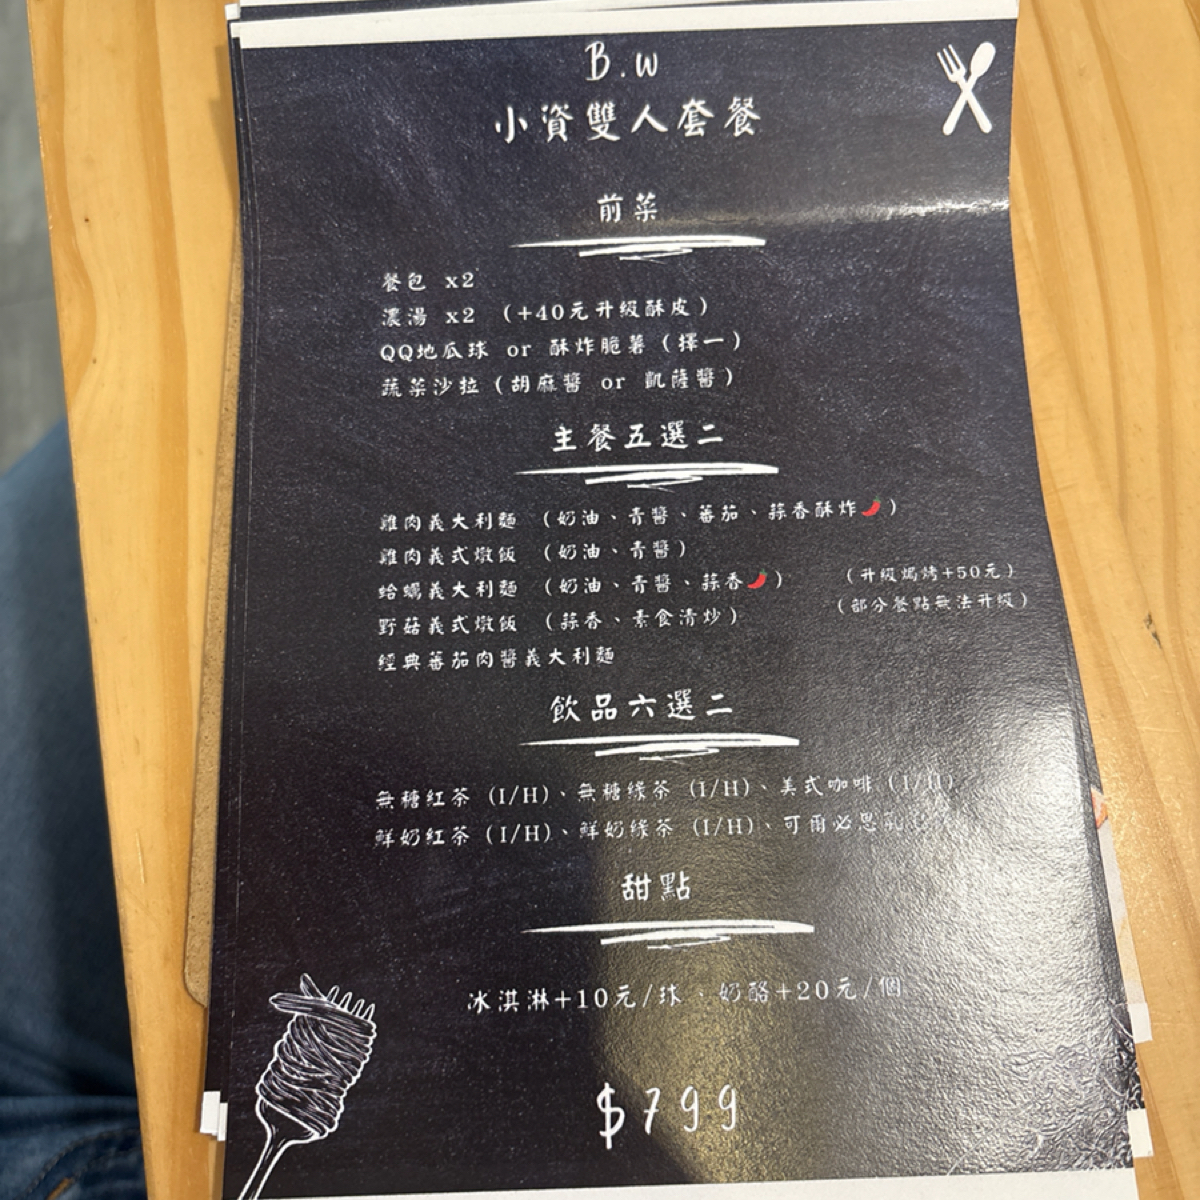 B.w
小資雙人套餐
前菜
餐包 x2
濃湯 x2 （+40元升級酥皮）
QQ地瓜球 or 酥炸脆薯（擇一）
蔬菜沙拉（胡麻醬 or 凱薩醬）
主餐五選二
雞肉義大利麵 （奶油、青醬、蕃茄、蒜香酥炸🌶️）
雞肉義式燉飯 （奶油、青醬）
蛤蠣義大利麵 （奶油、青醬、蒜香🌶️） （升級焗烤+50元）
野菇義式燉飯 （蒜香、素食清炒） （部分餐點無法升級）
經典蕃茄肉醬義大利麵
飲品六選二
無糖紅茶 (I/H)、無糖綠茶 (I/H)、美式咖啡 (I/H)
鮮奶紅茶 (I/H)、鮮奶綠茶 (I/H)、可爾必思
甜點
冰淇淋+10元/球、奶酪+20元/個
$799